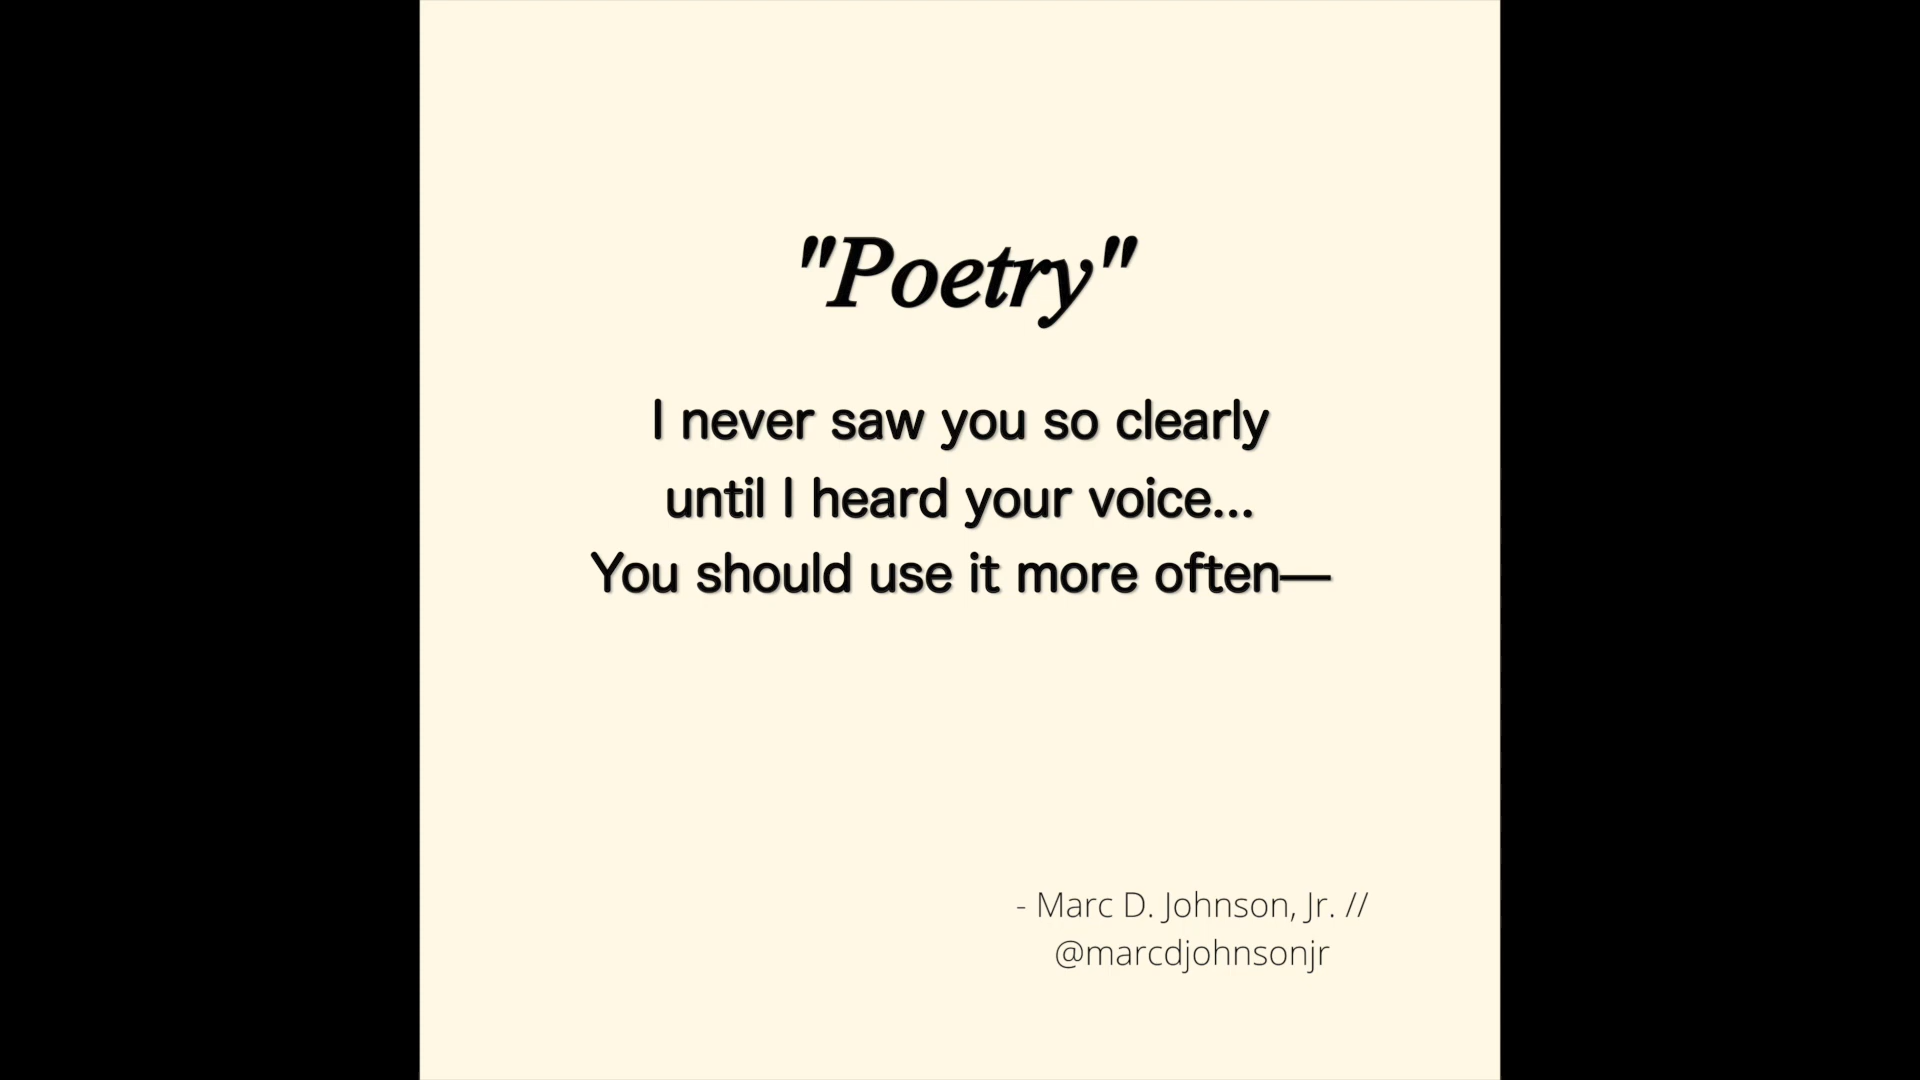 "Poetry"
I never saw you so clearly
until I heard your voice...
You should use it more often—
- Marc D. Johnson, Jr. //
@marcdjohnsonjr